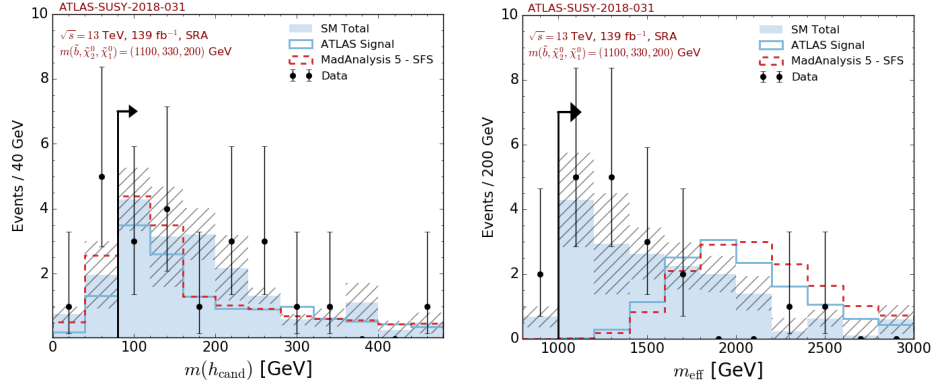 ATLAS-SUSY-2018-031
√s = 13 TeV, 139 fb⁻¹, SRA
m(b̃, χ̃⁰₂, χ̃⁰₁) = (1100, 330, 200) GeV
SM Total
ATLAS Signal
MadAnalysis 5 - SFS
Data
Events / 40 GeV
10
8
6
4
2
0
0 100 200 300 400
m(h_cand) [GeV]
ATLAS-SUSY-2018-031
√s = 13 TeV, 139 fb⁻¹, SRA
m(b̃, χ̃⁰₂, χ̃⁰₁) = (1100, 330, 200) GeV
SM Total
ATLAS Signal
MadAnalysis 5 - SFS
Data
Events / 200 GeV
10
8
6
4
2
0
1000 1500 2000 2500 3000
m_eff [GeV]